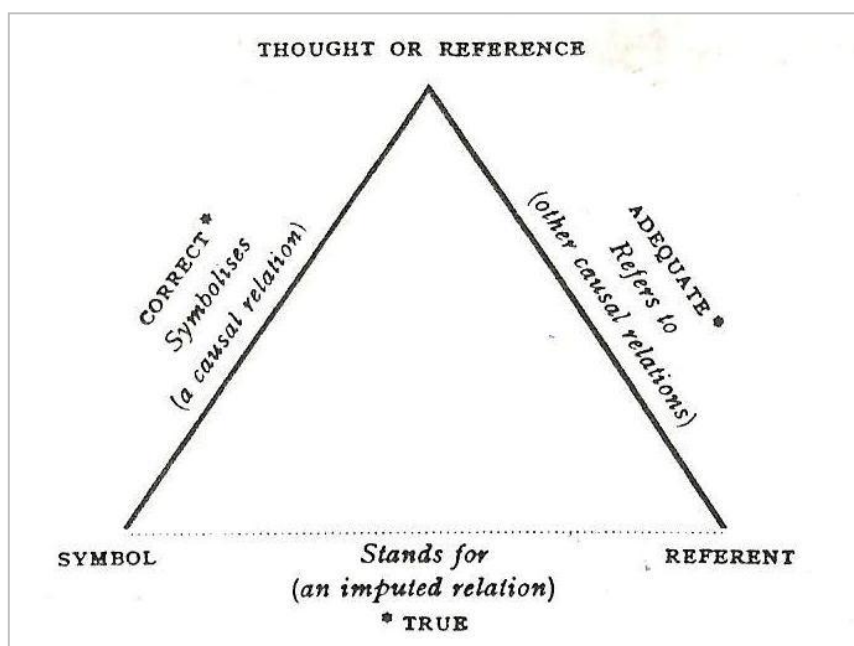 THOUGHT OR REFERENCE
CORRECT*
Symbolises
(a causal relation)
ADEQUATE*
Refers to
(other causal relations)
SYMBOL
Stands for
(an imputed relation)
* TRUE
REFERENT